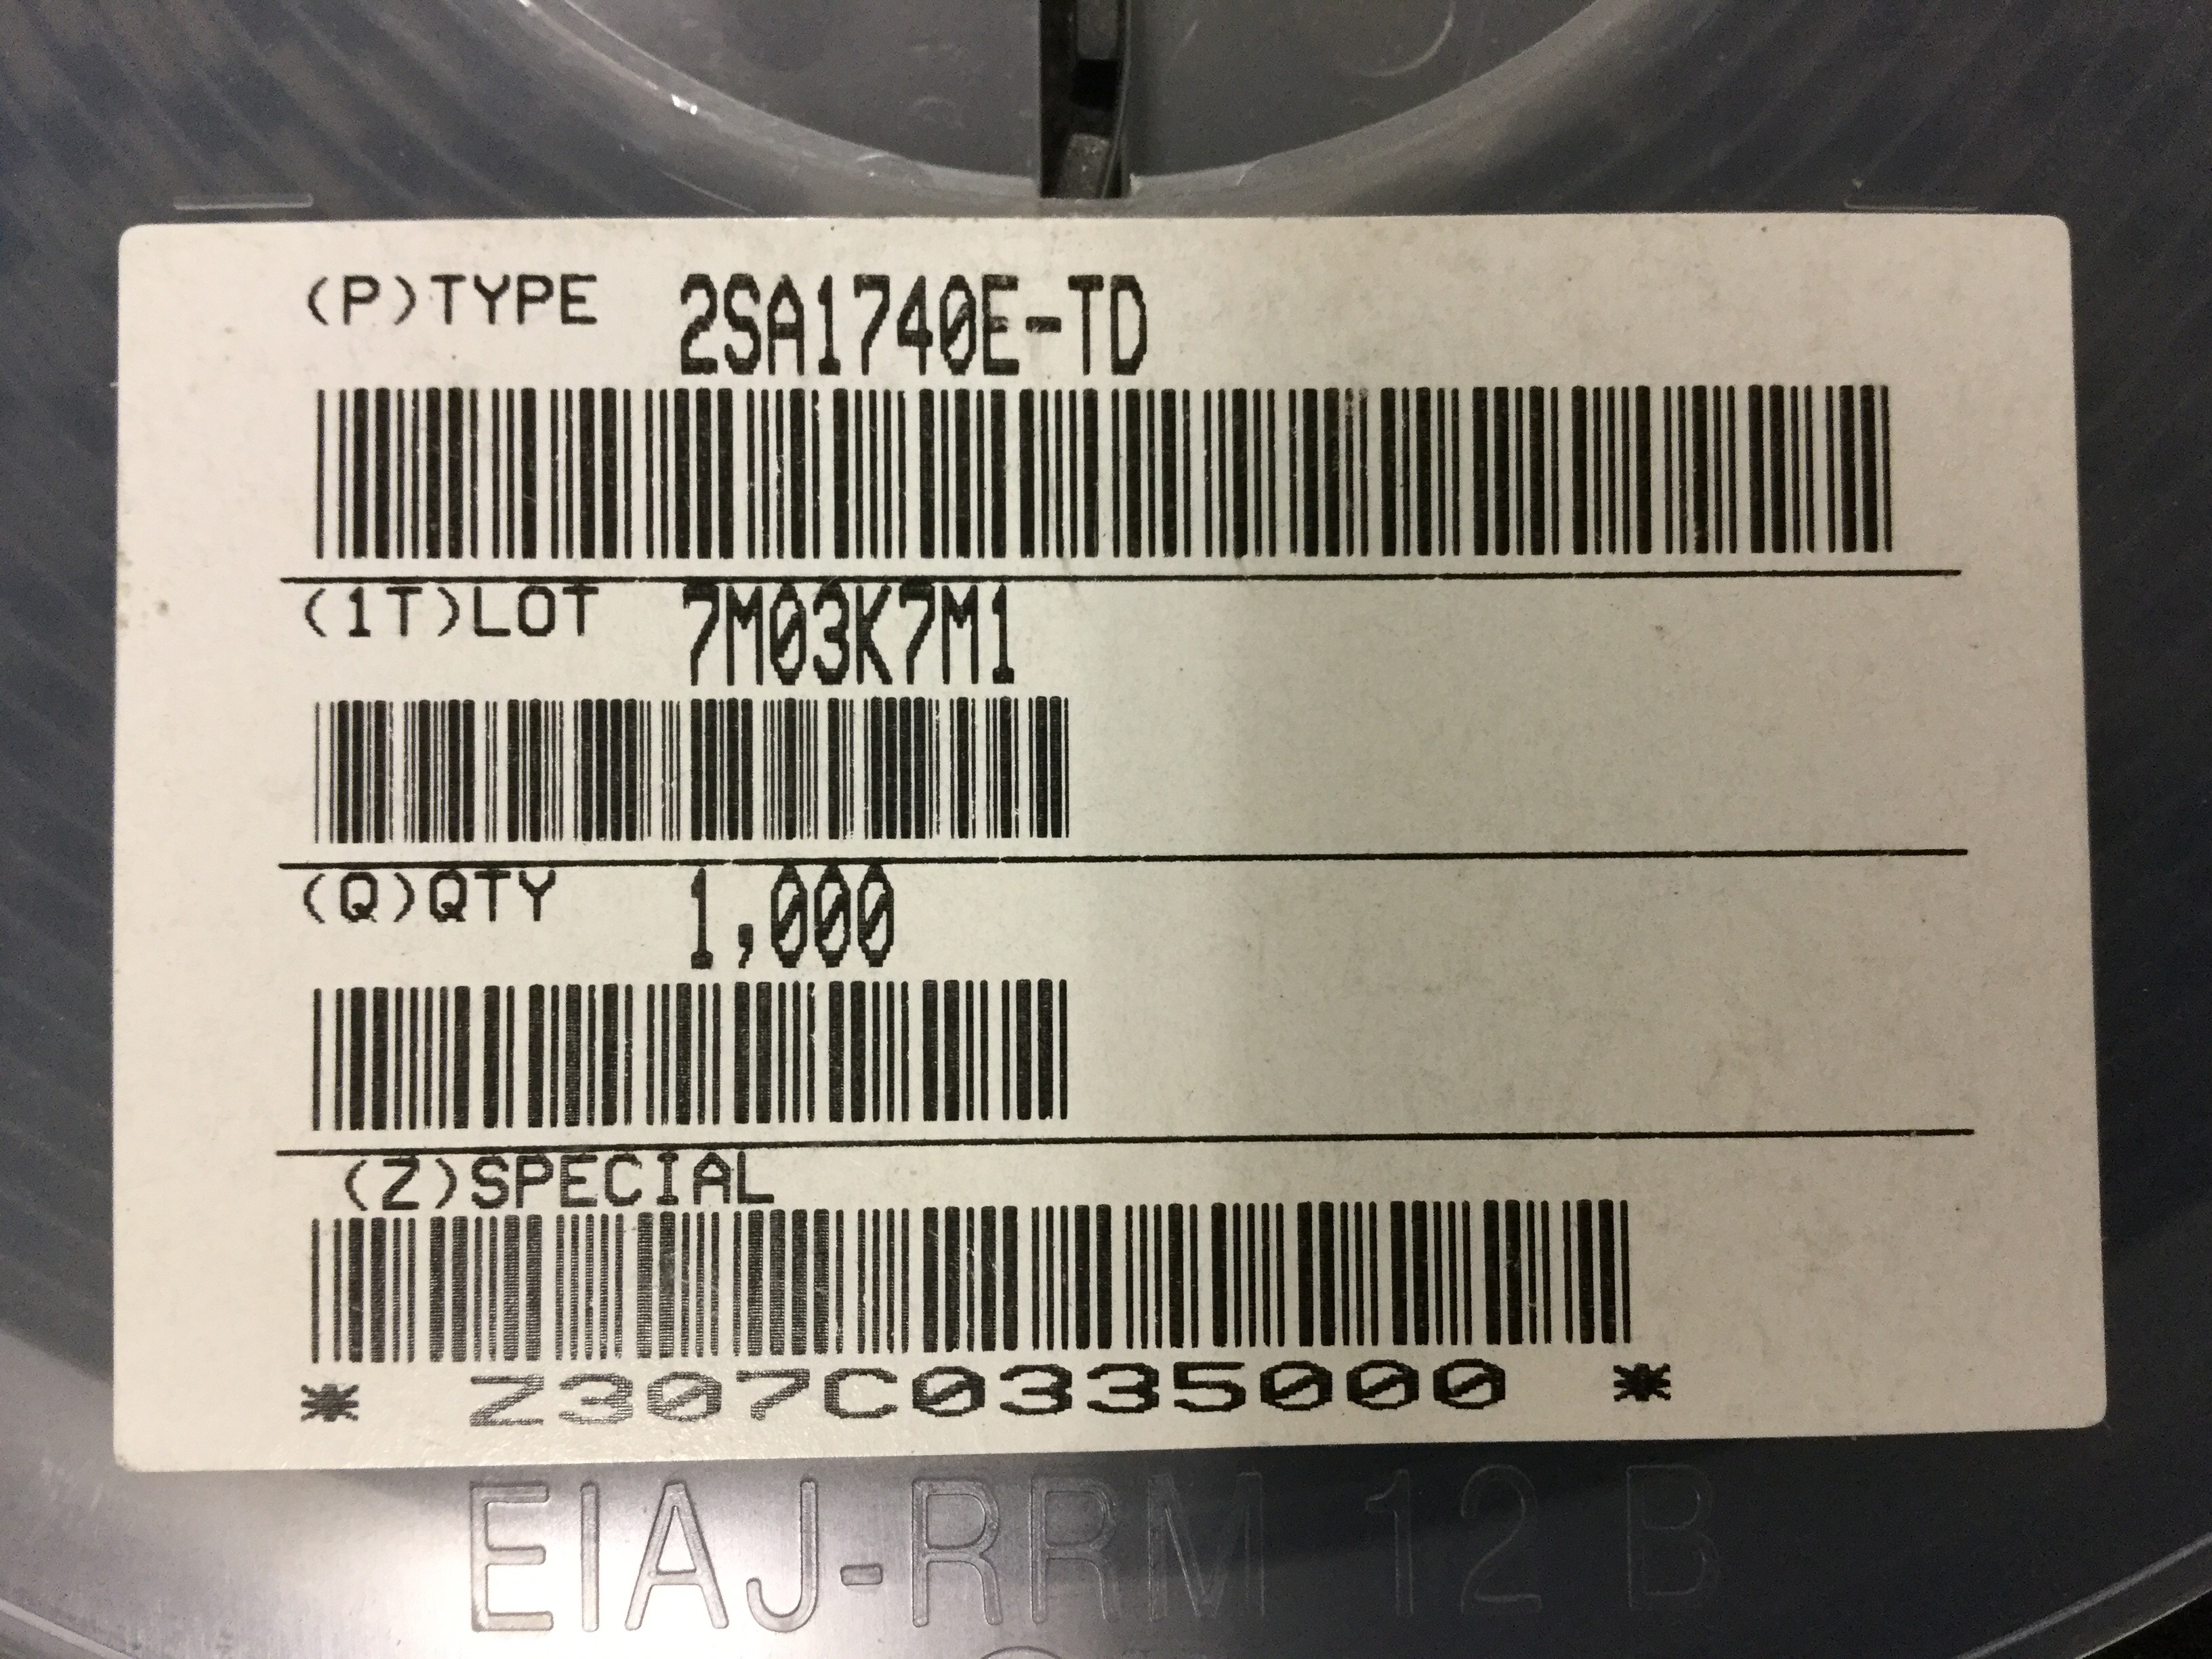 (P)TYPE 2SA1740E-TD
(1T)LOT 7M03K7M1
(Q)QTY 1,000
(Z)SPECIAL
* Z307C0335000 *
EIAJ-RRM 12 B